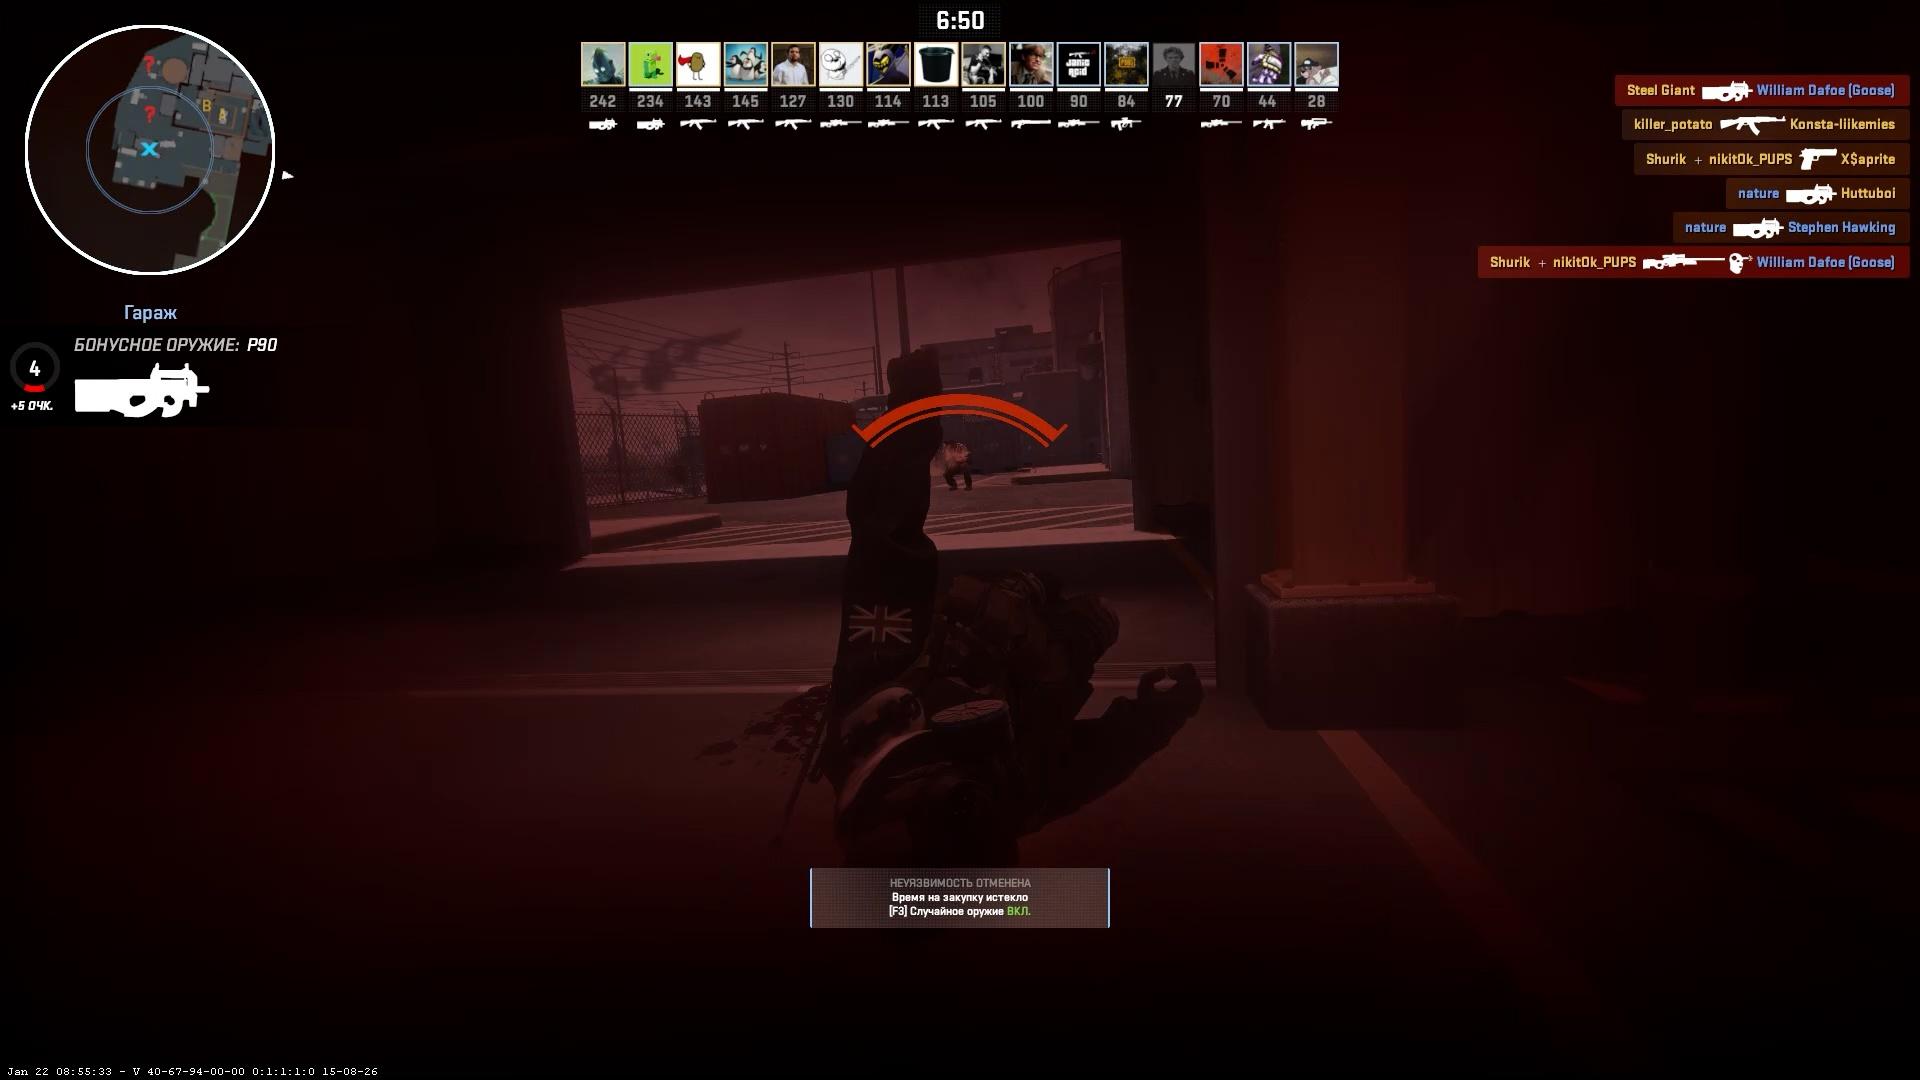 6:50
242 234 143 145 127 130 114 113 105 100 90 84 77 70 44 28
Steel Giant William Dafoe (Goose)
killer_potato Konsta-liikemies
Shurik + nikitOk_PUPS X$aprite
nature Huttuboi
nature Stephen Hawking
Shurik + nikitOk_PUPS William Dafoe (Goose)
B
A
? 
?
Гараж
БОНУСНОЕ ОРУЖИЕ: P90
4
+5 ОЧК.
НЕУЯЗВИМОСТЬ ОТМЕНЕНА
Время на закупку истекло
[F3] Случайное оружие ВКЛ.
Jan 22 08:55:33 - V 40-67-94-00-00 0:1:1:1:0 15-08-26